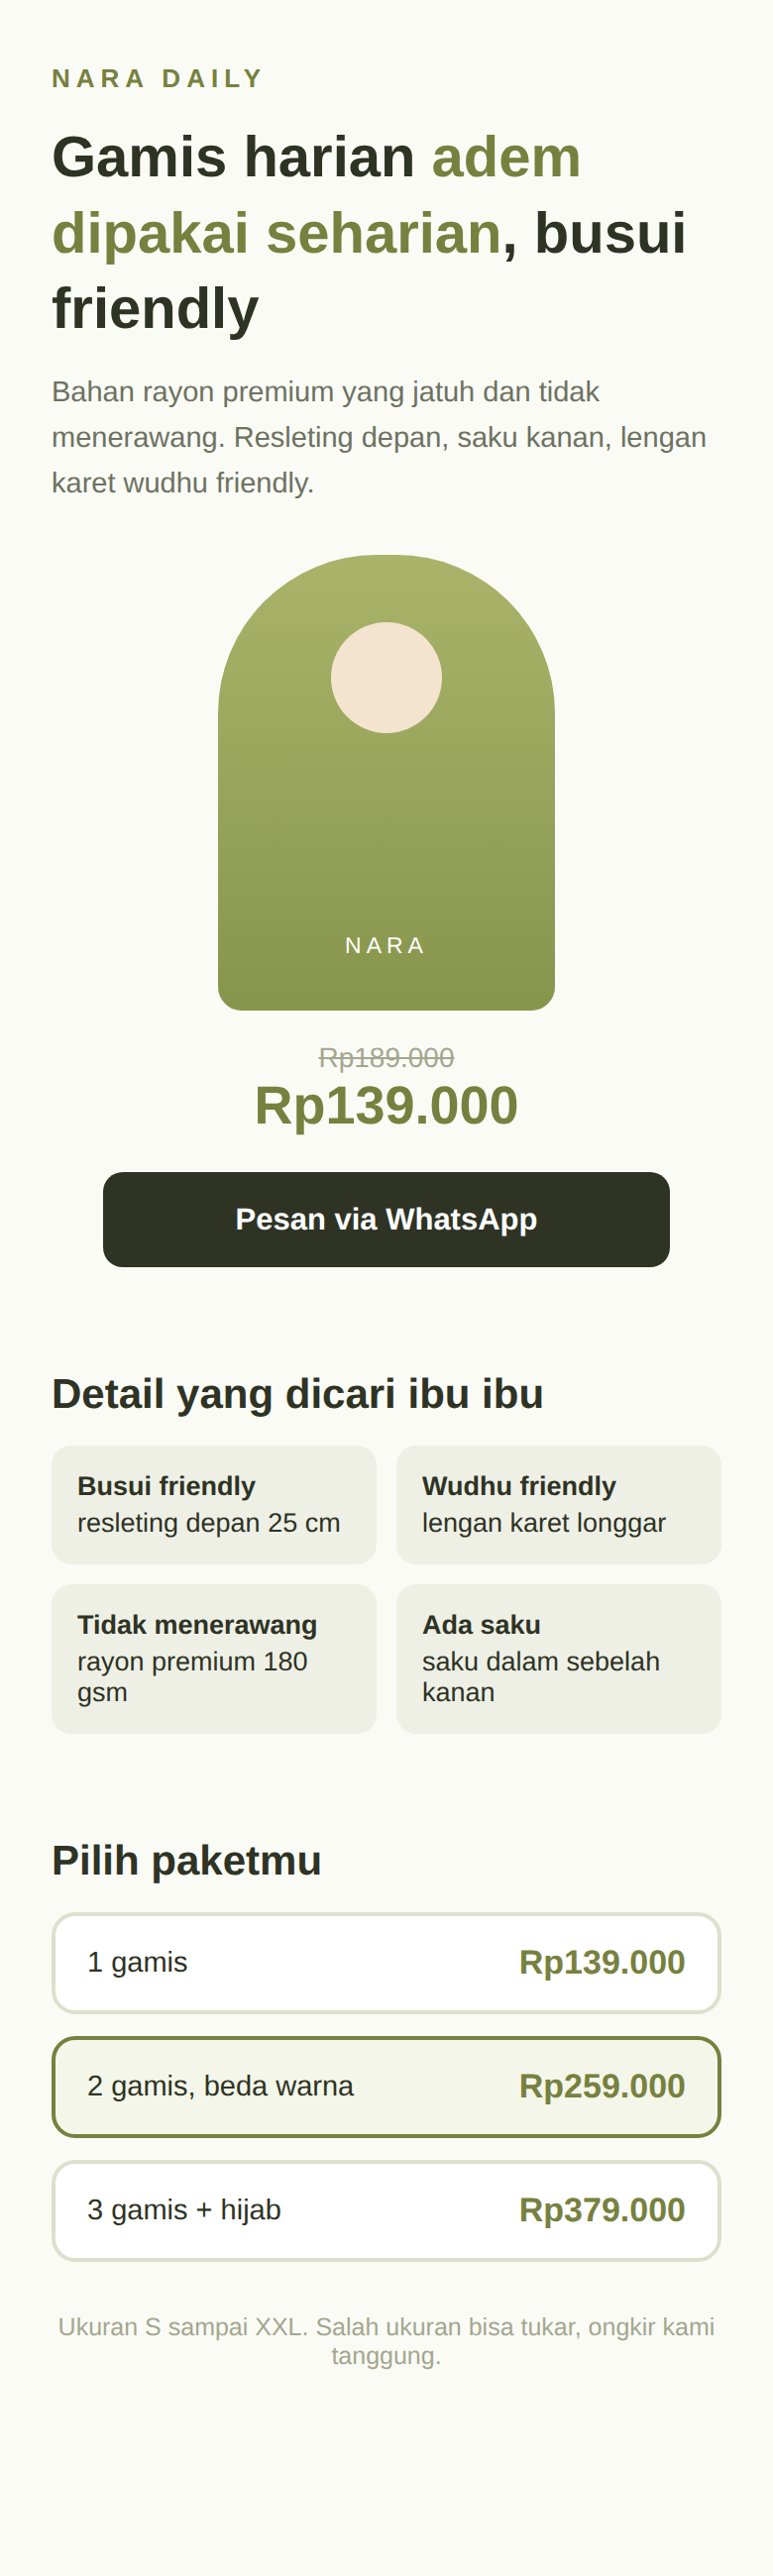 NARA DAILY
Gamis harian adem
dipakai seharian, busui
friendly
Bahan rayon premium yang jatuh dan tidak
menerawang. Resleting depan, saku kanan, lengan
karet wudhu friendly.
NARA
Rp189.000
Rp139.000
Pesan via WhatsApp
Detail yang dicari ibu ibu
Busui friendly
resleting depan 25 cm
Wudhu friendly
lengan karet longgar
Tidak menerawang
rayon premium 180
gsm
Ada saku
saku dalam sebelah
kanan
Pilih paketmu
1 gamis Rp139.000
2 gamis, beda warna Rp259.000
3 gamis + hijab Rp379.000
Ukuran S sampai XXL. Salah ukuran bisa tukar, ongkir kami
tanggung.